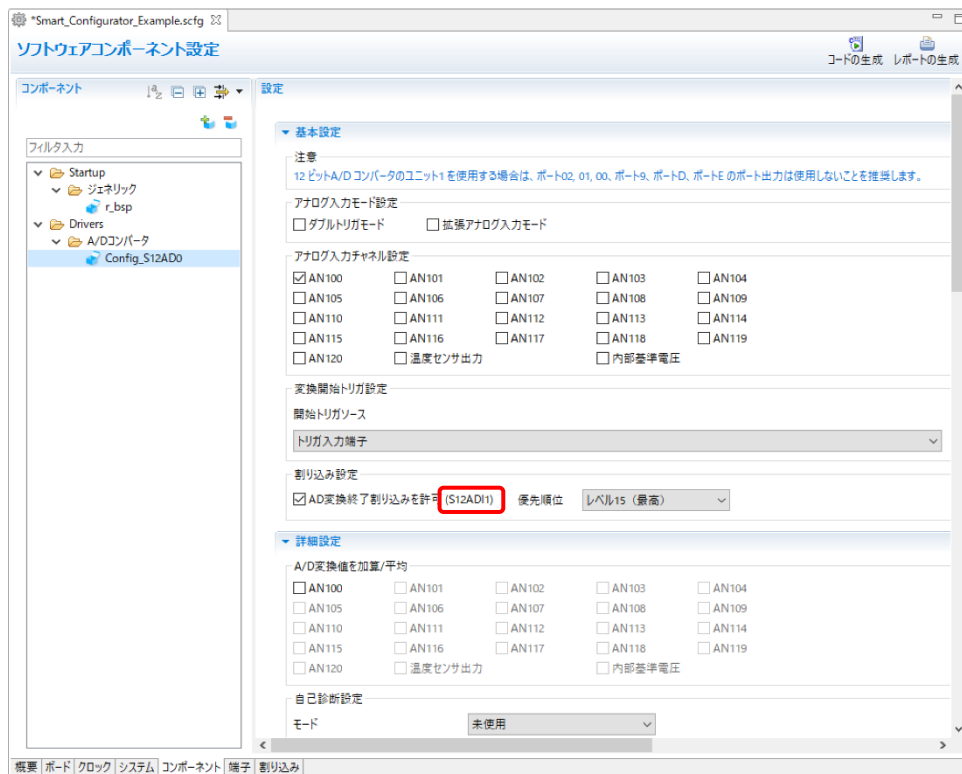 *Smart_Configurator_Example.scfg
ソフトウェアコンポーネント設定
コードの生成 レポートの生成
コンポーネント
設定
フィルタ入力
Startup
ジェネリック
r_bsp
Drivers
A/Dコンバータ
Config_S12AD0
基本設定
注意
12 ビットA/D コンバータのユニット1 を使用する場合は、ポート02, 01, 00、ポート9、ポートD、ポートE のポート出力は使用しないことを推奨します。
アナログ入力モード設定
ダブルトリガモード 拡張アナログ入力モード
アナログ入力チャネル設定
AN100 AN101 AN102 AN103 AN104
AN105 AN106 AN107 AN108 AN109
AN110 AN111 AN112 AN113 AN114
AN115 AN116 AN117 AN118 AN119
AN120 温度センサ出力 内部基準電圧
変換開始トリガ設定
開始トリガソース
トリガ入力端子
割り込み設定
AD変換終了割り込みを許可 (S12ADI1) 優先順位 レベル15（最高）
詳細設定
A/D変換値を加算/平均
AN100 AN101 AN102 AN103 AN104
AN105 AN106 AN107 AN108 AN109
AN110 AN111 AN112 AN113 AN114
AN115 AN116 AN117 AN118 AN119
AN120 温度センサ出力 内部基準電圧
自己診断設定
モード 未使用
概要 ボード クロック システム コンポーネント 端子 割り込み